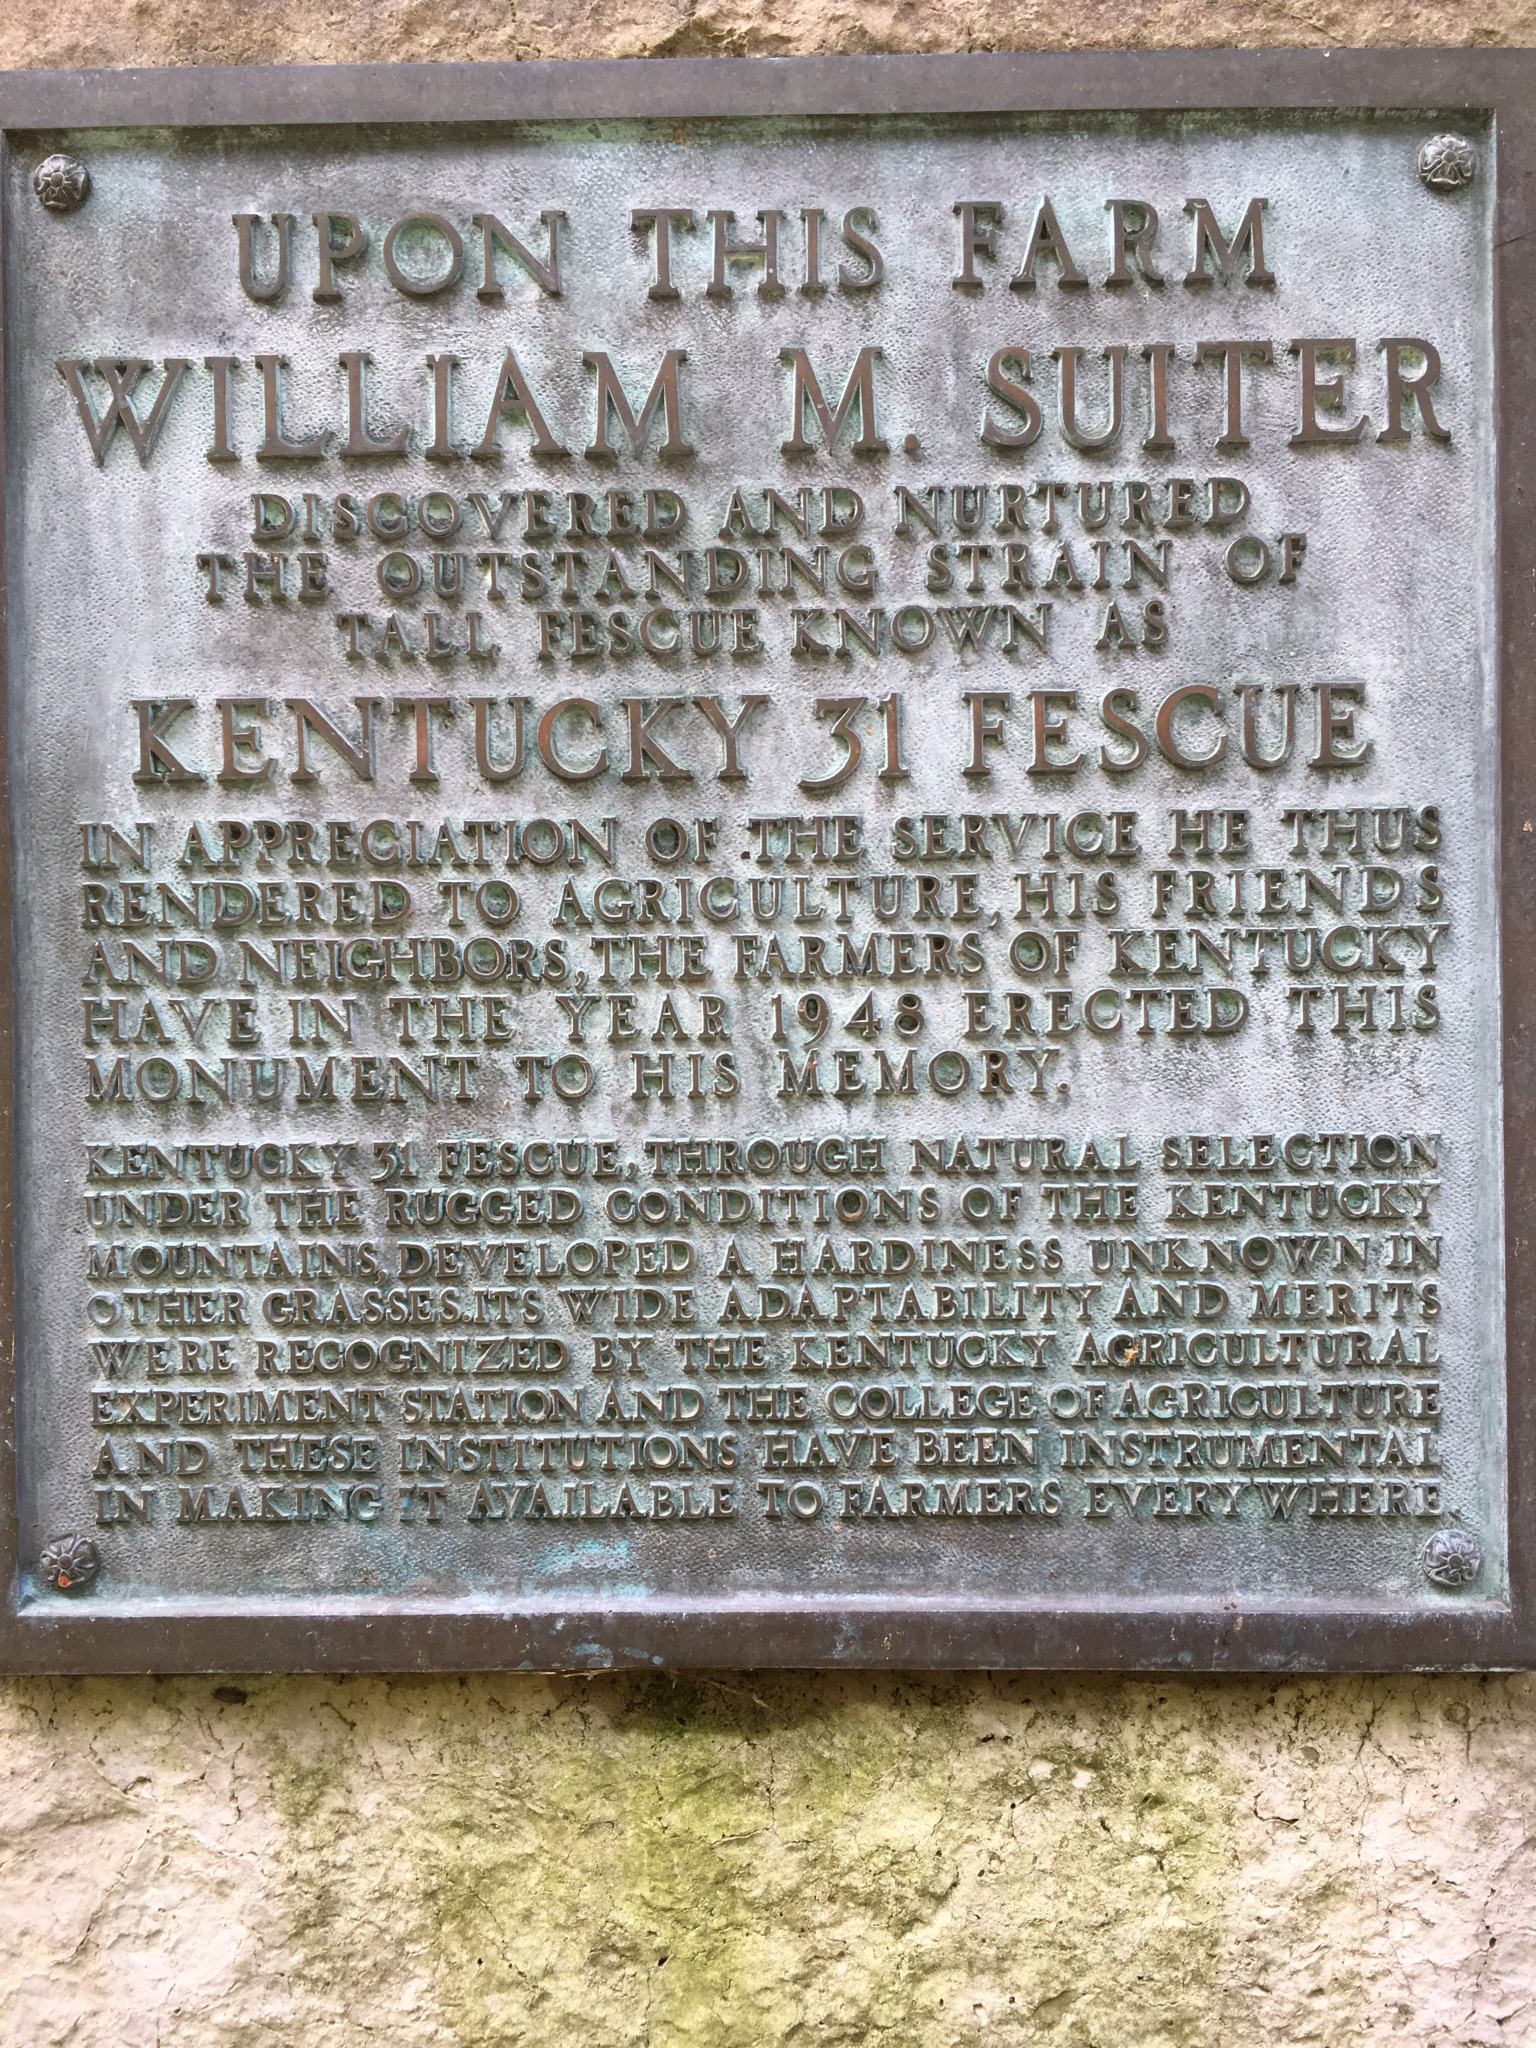 UPON THIS FARM
WILLIAM M. SUITER
DISCOVERED AND NURTURED
THE OUTSTANDING STRAIN OF
TALL FESCUE KNOWN AS
KENTUCKY 31 FESCUE
IN APPRECIATION OF THE SERVICE HE THUS
RENDERED TO AGRICULTURE, HIS FRIENDS
AND NEIGHBORS, THE FARMERS OF KENTUCKY
HAVE IN THE YEAR 1948 ERECTED THIS
MONUMENT TO HIS MEMORY.
KENTUCKY 31 FESCUE, THROUGH NATURAL SELECTION
UNDER THE RUGGED CONDITIONS OF THE KENTUCKY
MOUNTAINS, DEVELOPED A HARDINESS UNKNOWN IN
OTHER GRASSES. ITS WIDE ADAPTABILITY AND MERITS
WERE RECOGNIZED BY THE KENTUCKY AGRICULTURAL
EXPERIMENT STATION AND THE COLLEGE OF AGRICULTURE
AND THESE INSTITUTIONS HAVE BEEN INSTRUMENTAL
IN MAKING IT AVAILABLE TO FARMERS EVERYWHERE.